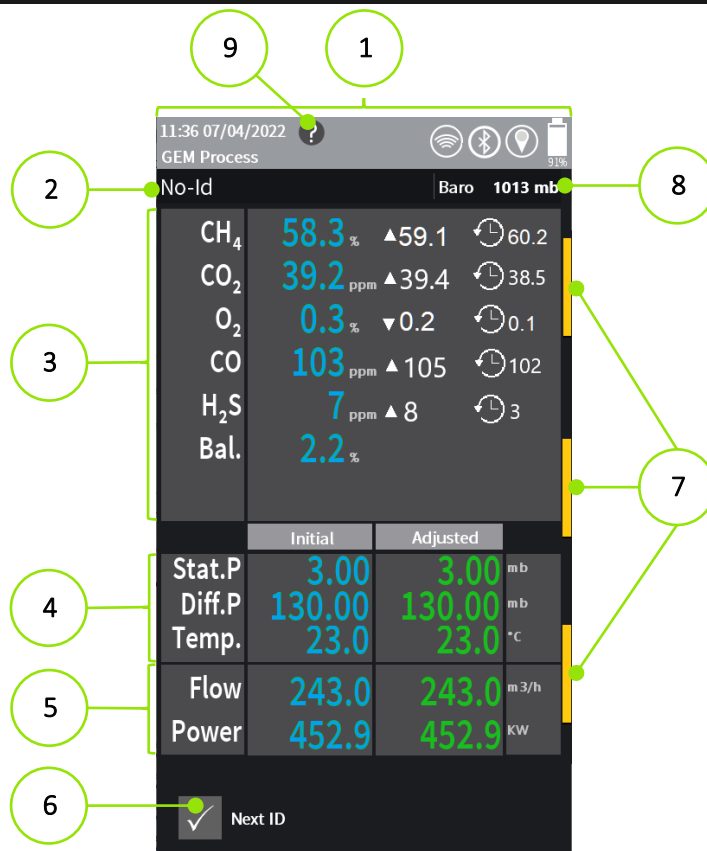 9 1
11:36 07/04/2022 ?
GEM Process 91%
2 No-Id Baro 1013 mb 8
CH4 58.3 % ▲59.1 60.2
CO2 39.2 ppm ▲39.4 38.5
O2 0.3 % ▼0.2 0.1
3 CO 103 ppm ▲105 102
H2S 7 ppm ▲8 3
Bal. 2.2 %
7
Initial Adjusted
Stat.P 3.00 3.00 mb
4 Diff.P 130.00 130.00 mb
Temp. 23.0 23.0 °C
5 Flow 243.0 243.0 m3/h
Power 452.9 452.9 KW
6 Next ID